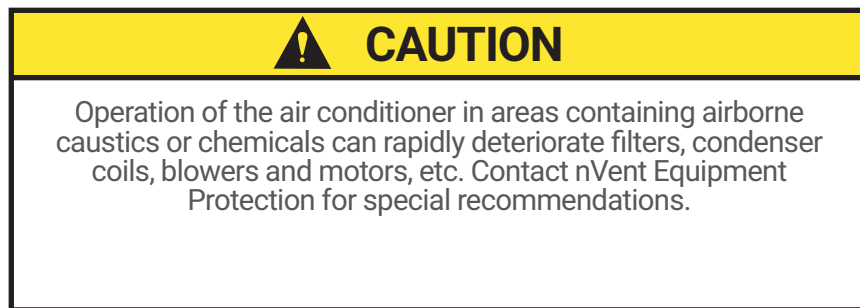 CAUTION
Operation of the air conditioner in areas containing airborne
caustics or chemicals can rapidly deteriorate filters, condenser
coils, blowers and motors, etc. Contact nVent Equipment
Protection for special recommendations.